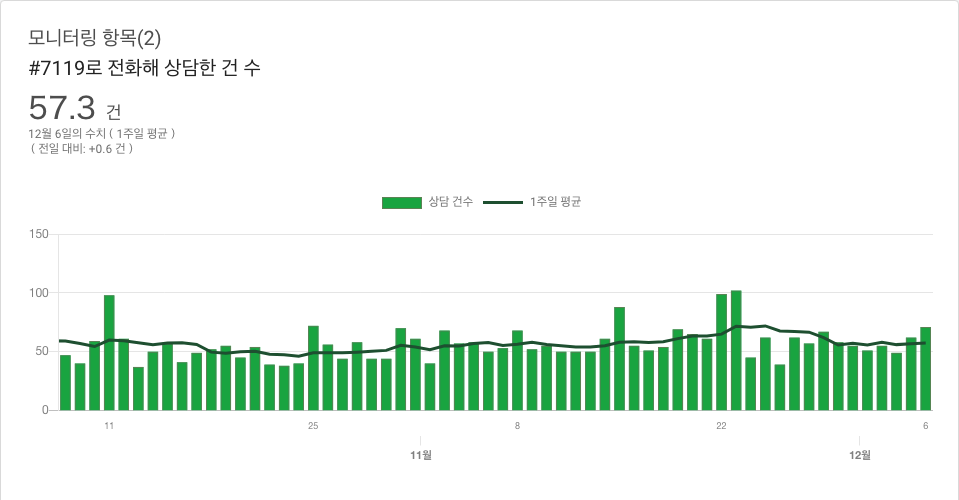 모니터링 항목(2)
#7119로 전화해 상담한 건 수
57.3 건
12월 6일의 수치 ( 1주일 평균 )
( 전일 대비: +0.6 건 )
상담 건수 1주일 평균
150
100
50
0
11 25 8 22 6
11월 12월